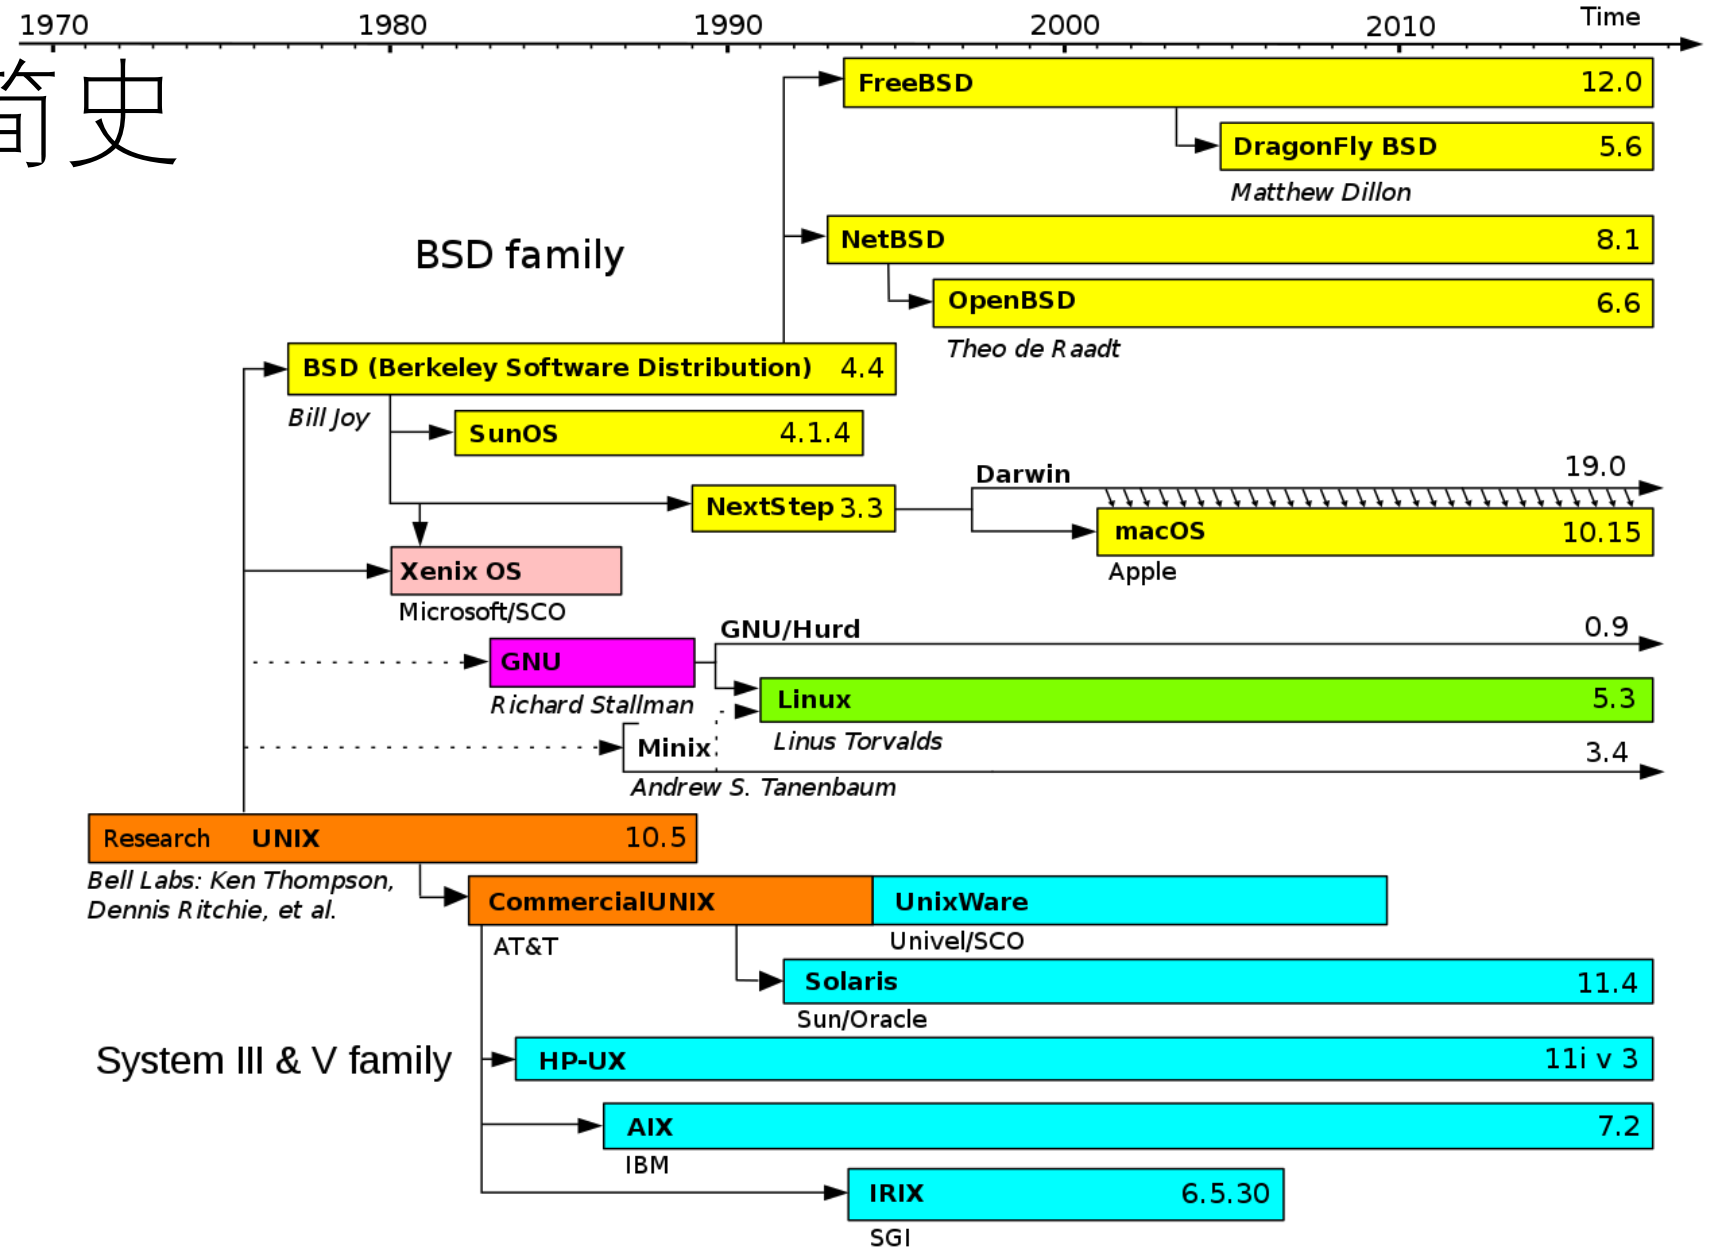 1970 1980 1990 2000 2010 Time
简史
FreeBSD 12.0
DragonFly BSD 5.6
Matthew Dillon
NetBSD 8.1
BSD family
OpenBSD 6.6
Theo de Raadt
BSD (Berkeley Software Distribution) 4.4
Bill Joy
SunOS 4.1.4
Darwin 19.0
NextStep 3.3
macOS 10.15
Apple
Xenix OS
Microsoft/SCO
GNU/Hurd 0.9
GNU
Richard Stallman
Linux 5.3
Linus Torvalds
Minix 3.4
Andrew S. Tanenbaum
Research UNIX 10.5
Bell Labs: Ken Thompson,
Dennis Ritchie, et al.
CommercialUNIX UnixWare
AT&T Univel/SCO
Solaris 11.4
Sun/Oracle
System III & V family
HP-UX 11i v 3
AIX 7.2
IBM
IRIX 6.5.30
SGI